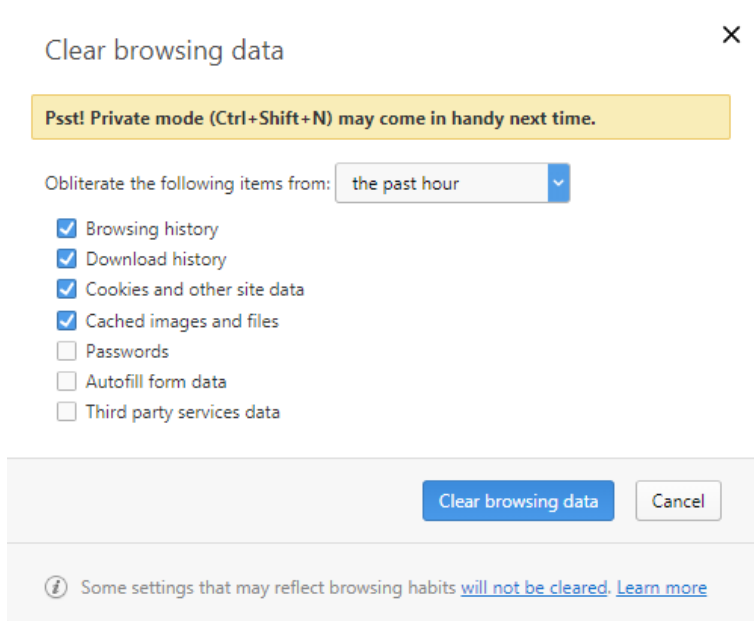 Clear browsing data
Psst! Private mode (Ctrl+Shift+N) may come in handy next time.
Obliterate the following items from: the past hour
Browsing history
Download history
Cookies and other site data
Cached images and files
Passwords
Autofill form data
Third party services data
Clear browsing data Cancel
Some settings that may reflect browsing habits will not be cleared. Learn more